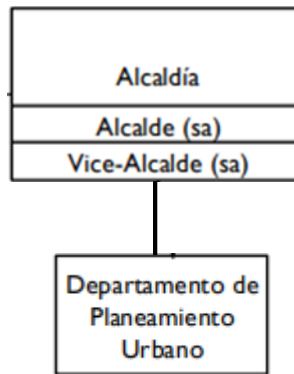 Alcaldía
Alcalde (sa)
Vice-Alcalde (sa)
Departamento de
Planeamiento
Urbano